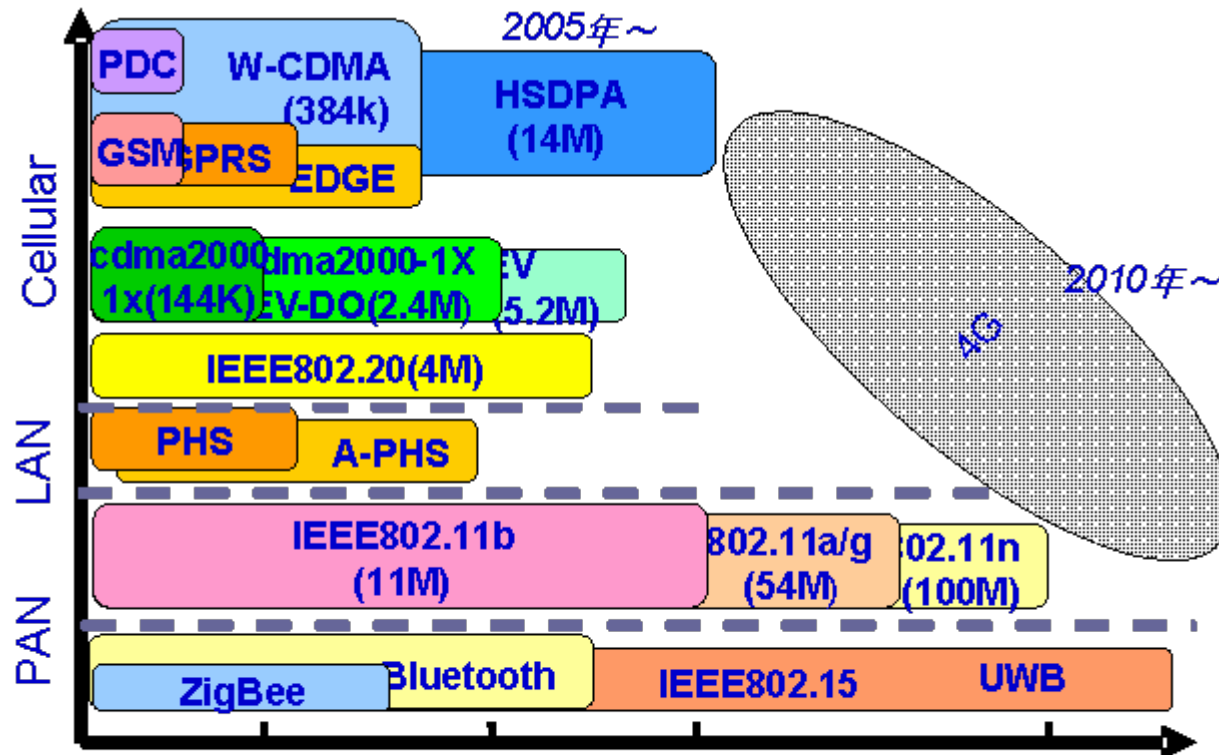 2005年～
PDC
W-CDMA
(384k)
HSDPA
(14M)
GSM
GPRS
EDGE
Cellular
cdma2000
1x(144K)
dma2000-1X
EV-DO(2.4M)
EV
(5.2M)
2010年～
4G
IEEE802.20(4M)
LAN
PHS
A-PHS
IEEE802.11b
(11M)
802.11a/g
(54M)
802.11n
(100M)
PAN
ZigBee
Bluetooth
IEEE802.15
UWB